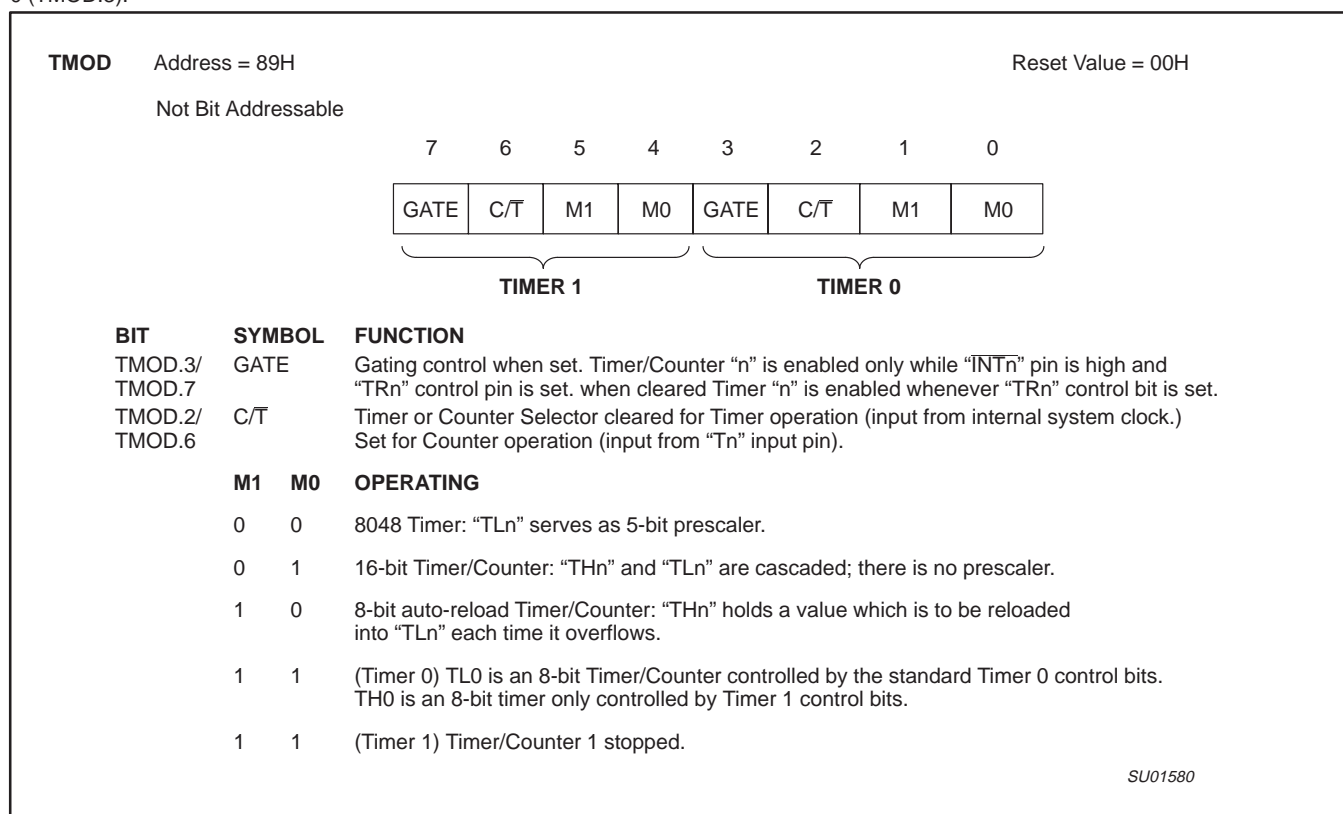 0 (TMOD.3).
TMOD Address = 89H Reset Value = 00H
Not Bit Addressable
7 6 5 4 3 2 1 0
GATE C/T̅ M1 M0 GATE C/T̅ M1 M0
TIMER 1 TIMER 0
BIT SYMBOL FUNCTION
TMOD.3/ GATE Gating control when set. Timer/Counter “n” is enabled only while “I̅N̅T̅n̅” pin is high and
TMOD.7 “TRn” control pin is set. when cleared Timer “n” is enabled whenever “TRn” control bit is set.
TMOD.2/ C/T̅ Timer or Counter Selector cleared for Timer operation (input from internal system clock.)
TMOD.6 Set for Counter operation (input from “Tn” input pin).
M1 M0 OPERATING
0 0 8048 Timer: “TLn” serves as 5-bit prescaler.
0 1 16-bit Timer/Counter: “THn” and “TLn” are cascaded; there is no prescaler.
1 0 8-bit auto-reload Timer/Counter: “THn” holds a value which is to be reloaded
into “TLn” each time it overflows.
1 1 (Timer 0) TL0 is an 8-bit Timer/Counter controlled by the standard Timer 0 control bits.
TH0 is an 8-bit timer only controlled by Timer 1 control bits.
1 1 (Timer 1) Timer/Counter 1 stopped.
SU01580